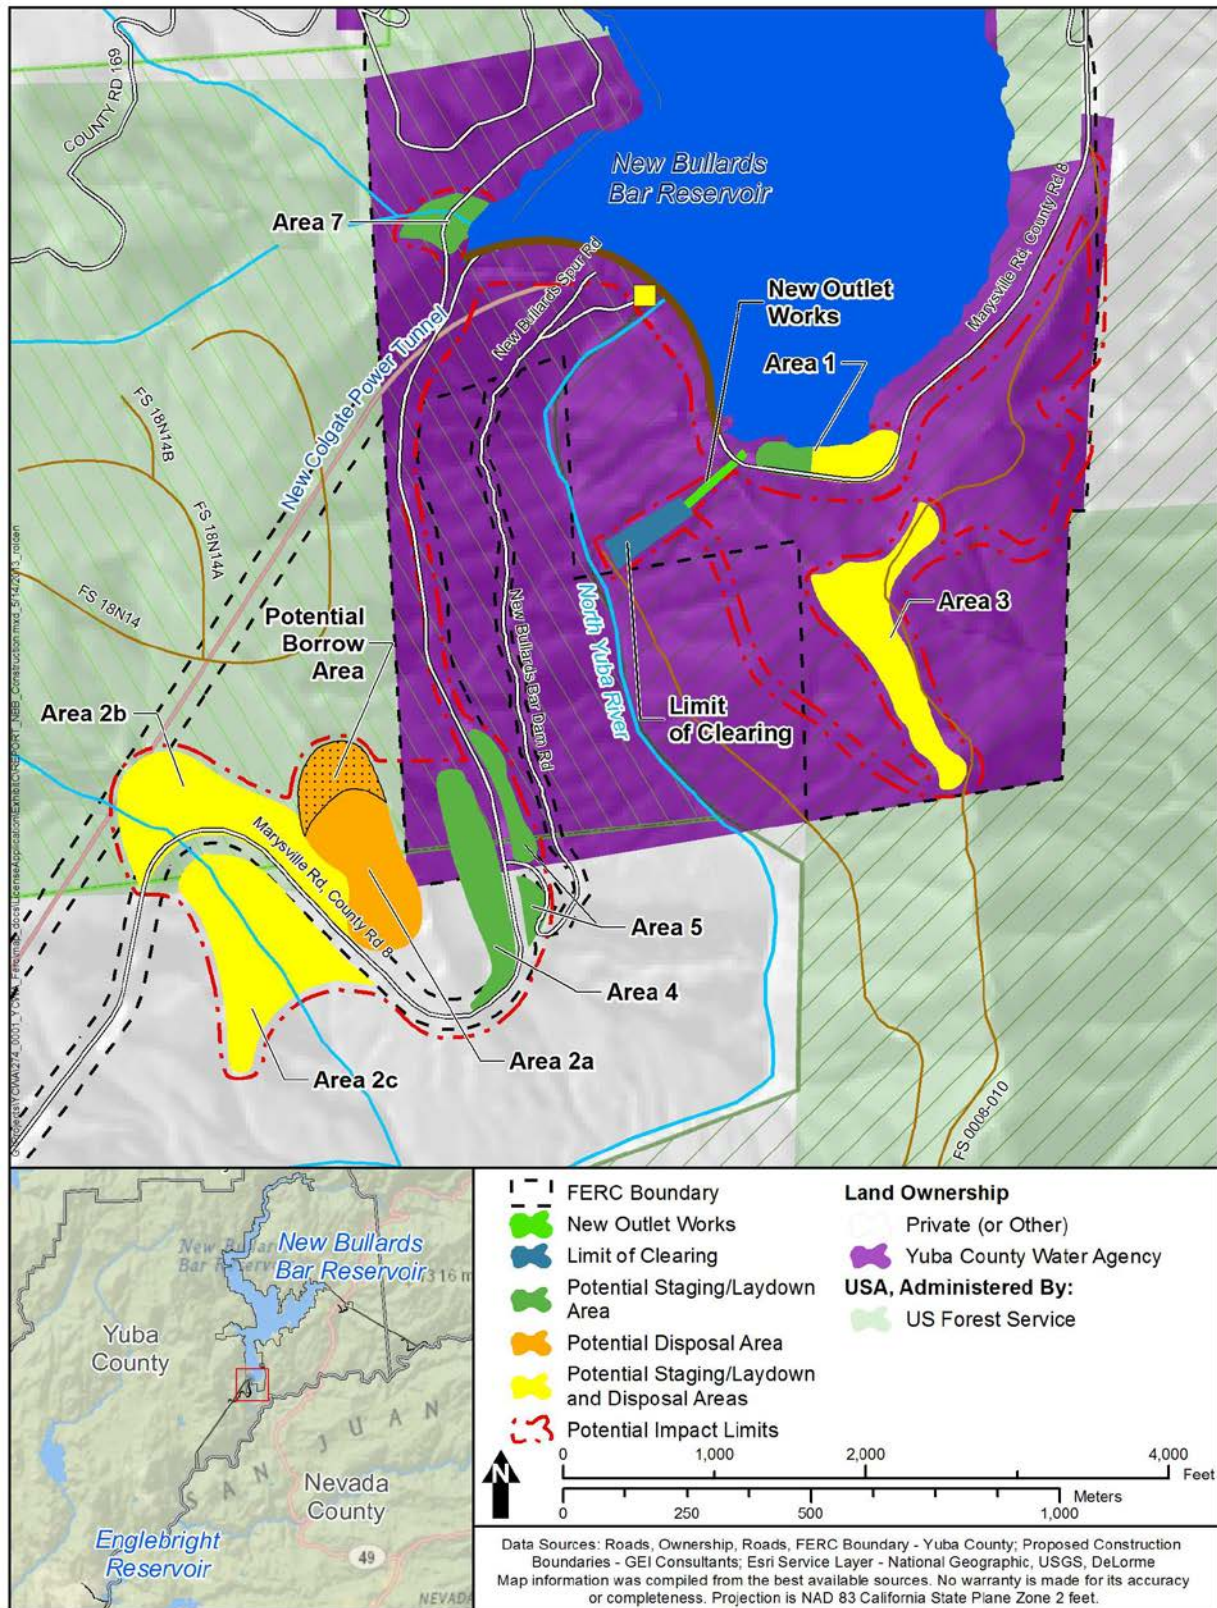 COUNTY RD 169
New Bullards
Bar Reservoir
Area 7
New Bullards Spur Rd
Marysville Rd, County Rd 8
New Outlet
Works
Area 1
New Colgate Power Tunnel
FS 18N14B
FS 18N14A
FS 18N14
Potential
Borrow
Area
New Bullards Bar Dam Rd
North Yuba River
Area 3
Limit
of Clearing
Area 2b
Marysville Rd, County Rd 8
Area 5
Area 4
Area 2a
Area 2c
FS 0008-010
New Bullards
Bar Reservoir
Yuba
County
SAN JUAN
Nevada
County
Englebright
Reservoir
49
NEVADA
FERC Boundary
New Outlet Works
Limit of Clearing
Potential Staging/Laydown
Area
Potential Disposal Area
Potential Staging/Laydown
and Disposal Areas
Potential Impact Limits
Land Ownership
Private (or Other)
Yuba County Water Agency
USA, Administered By:
US Forest Service
N
0 1,000 2,000 4,000
Feet
Meters
0 250 500 1,000
Data Sources: Roads, Ownership, Roads, FERC Boundary - Yuba County; Proposed Construction
Boundaries - GEI Consultants; Esri Service Layer - National Geographic, USGS, DeLorme
Map information was compiled from the best available sources. No warranty is made for its accuracy
or completeness. Projection is NAD 83 California State Plane Zone 2 feet.